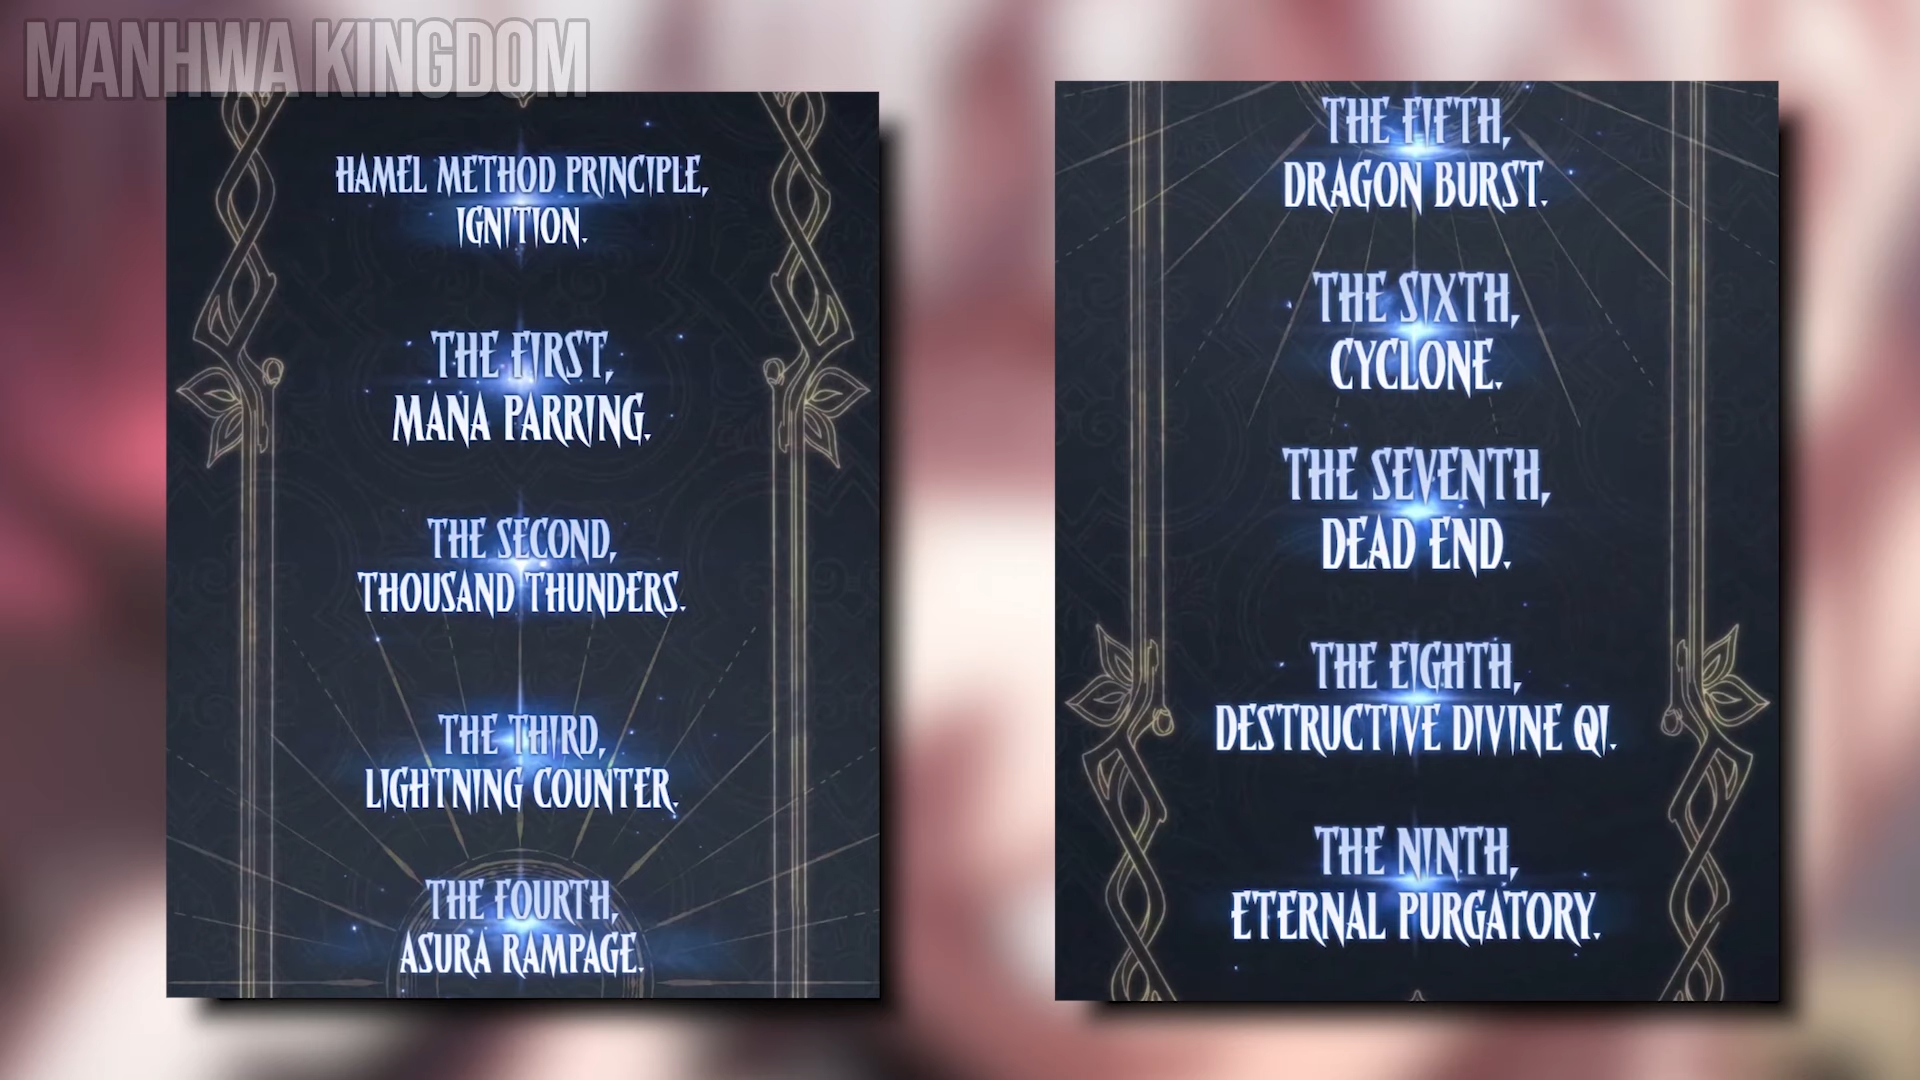 MANHWA KINGDOM
HAMEL METHOD PRINCIPLE,
IGNITION.
THE FIRST,
MANA PARRING.
THE SECOND,
THOUSAND THUNDERS.
THE THIRD,
LIGHTNING COUNTER.
THE FOURTH,
ASURA RAMPAGE.
THE FIFTH,
DRAGON BURST.
THE SIXTH,
CYCLONE.
THE SEVENTH,
DEAD END.
THE EIGHTH,
DESTRUCTIVE DIVINE QI.
THE NINTH,
ETERNAL PURGATORY.